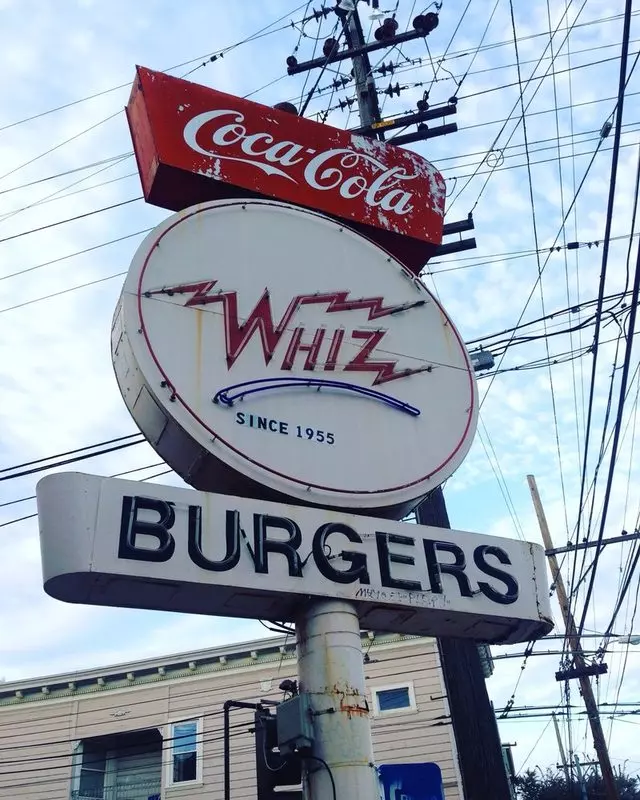 Coca-Cola
WHIZ
SINCE 1955
BURGERS